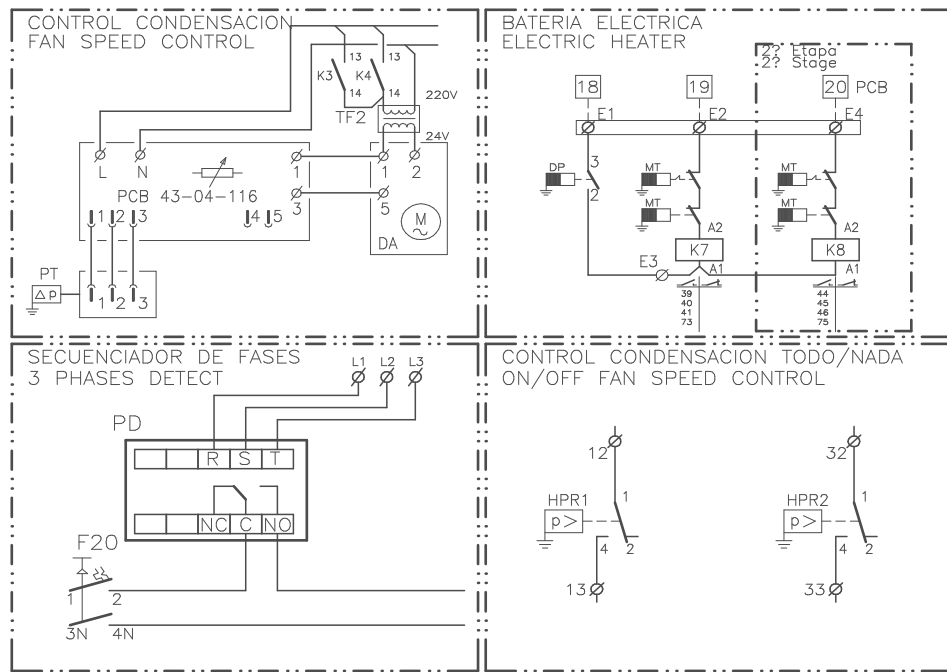 CONTROL CONDENSACION
FAN SPEED CONTROL
13
13
K3
K4
14
14
220V
TF2
24V
L
N
1
1
2
PCB 43-04-116
3
5
M
1
2
3
4
5
DA
PT
Δp
1
2
3
BATERIA ELECTRICA
ELECTRIC HEATER
2? Etapa
2? Stage
18
19
20
PCB
E1
E2
E4
DP
3
2
MT
MT
MT
MT
A2
A2
K7
K8
E3
A1
A1
39
40
41
73
44
45
46
75
SECUENCIADOR DE FASES
3 PHASES DETECT
L1
L2
L3
PD
R
S
T
NC
C
NO
F20
1
2
3N
4N
CONTROL CONDENSACION TODO/NADA
ON/OFF FAN SPEED CONTROL
12
32
HPR1
1
HPR2
1
p>
p>
4
2
4
2
13
33